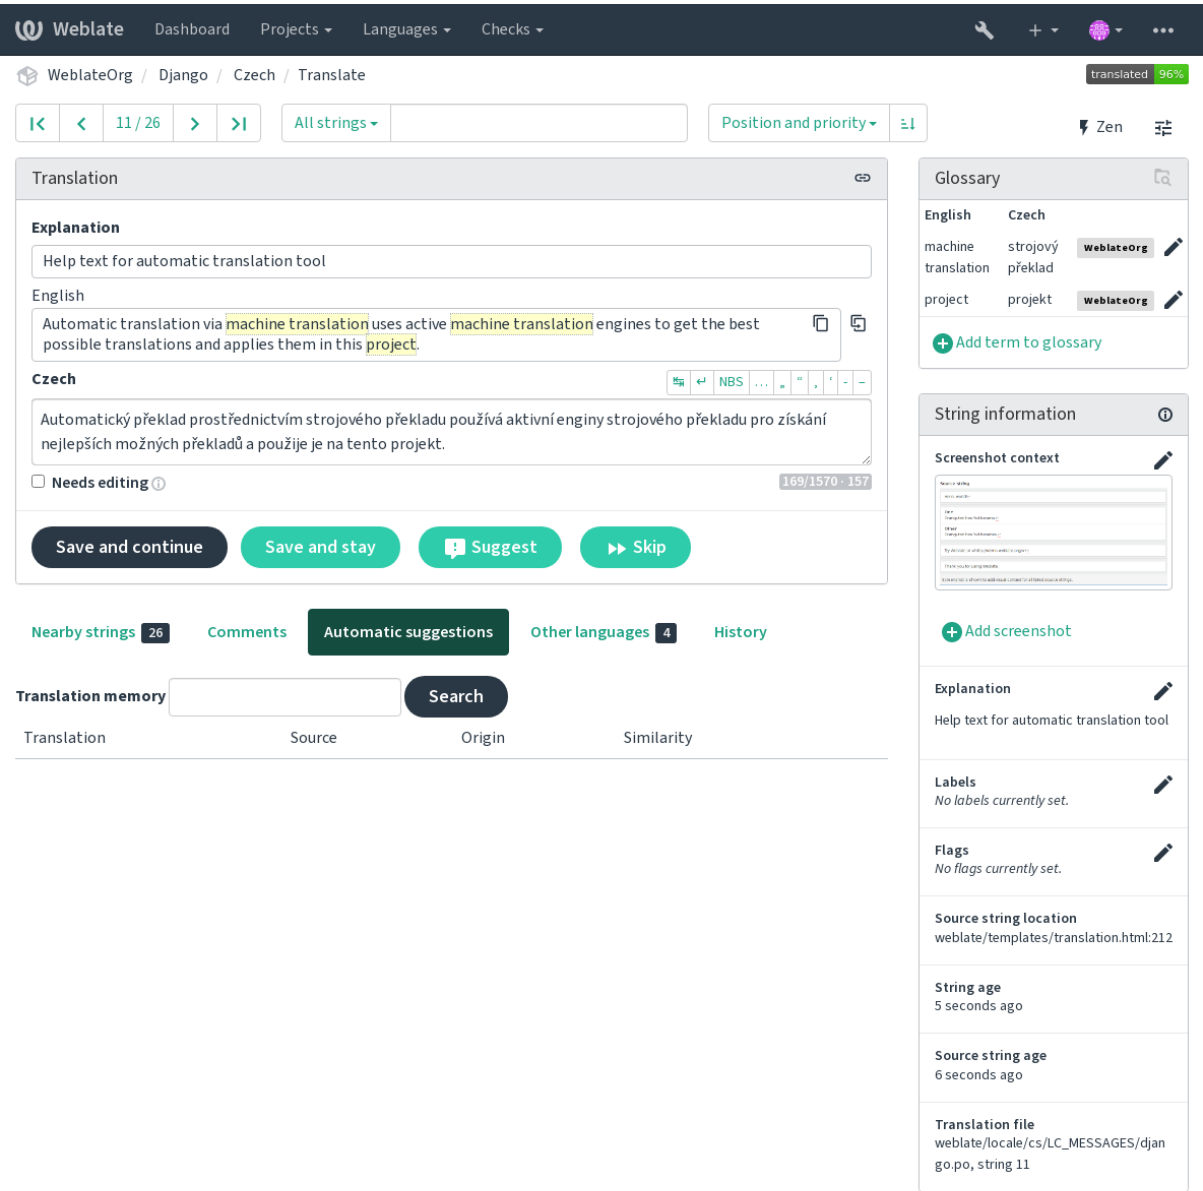 Weblate Dashboard Projects Languages Checks
WeblateOrg / Django / Czech / Translate
translated 96%
11 / 26
All strings
Position and priority
Zen
Translation
Explanation
Help text for automatic translation tool
English
Automatic translation via machine translation uses active machine translation engines to get the best
possible translations and applies them in this project.
Czech
NBS … „ “ ‚ ‘ - –
Automatický překlad prostřednictvím strojového překladu používá aktivní enginy strojového překladu pro získání
nejlepších možných překladů a použije je na tento projekt.
Needs editing
169/1570 · 157
Save and continue Save and stay Suggest Skip
Nearby strings 26 Comments Automatic suggestions Other languages 4 History
Translation memory Search
Translation Source Origin Similarity
Glossary
English Czech
machine strojový WeblateOrg
translation překlad
project projekt WeblateOrg
Add term to glossary
String information
Screenshot context
Add screenshot
Explanation
Help text for automatic translation tool
Labels
No labels currently set.
Flags
No flags currently set.
Source string location
weblate/templates/translation.html:212
String age
5 seconds ago
Source string age
6 seconds ago
Translation file
weblate/locale/cs/LC_MESSAGES/djan
go.po, string 11